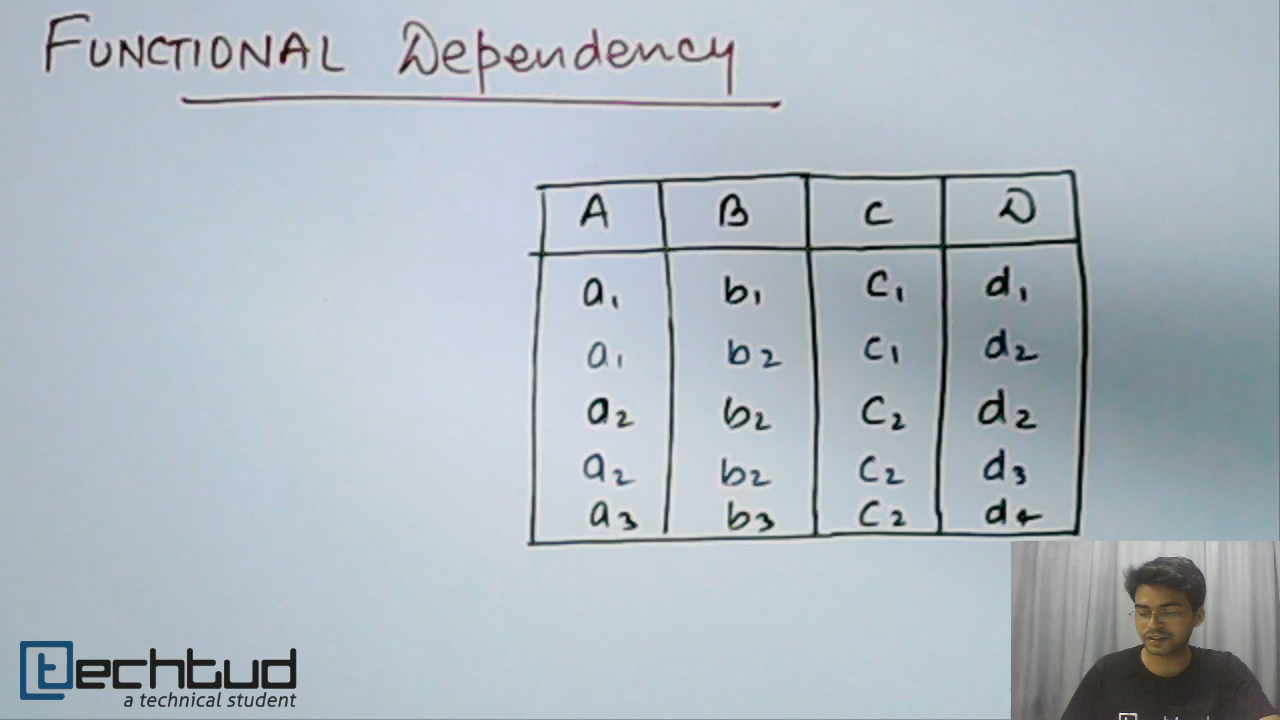 FUNCTIONAL Dependency
A B C D
a1 b1 c1 d1
a1 b2 c1 d2
a2 b2 c2 d2
a2 b2 c2 d3
a3 b3 c2 d4
techtud
a technical student